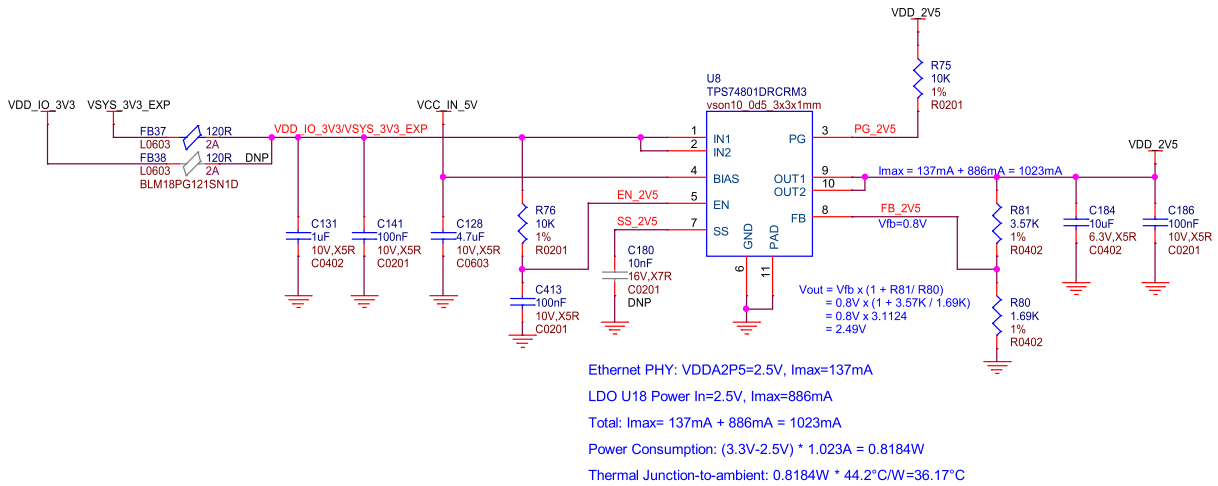 VDD_2V5
R75
10K
1%
R0201
U8
TPS74801DRCRM3
vson10_0d5_3x3x1mm
VDD_IO_3V3 VSYS_3V3_EXP VCC_IN_5V
FB37 120R
L0603 2A
FB38 120R DNP
L0603 2A
BLM18PG121SN1D
VDD_IO_3V3/VSYS_3V3_EXP
1 IN1
2 IN2
4 BIAS
5 EN
7 SS
PG 3 PG_2V5
OUT1 9
OUT2 10
FB 8 FB_2V5
Vfb=0.8V
GND 6
PAD 11
Imax = 137mA + 886mA = 1023mA
VDD_2V5
EN_2V5
SS_2V5
C131
1uF
10V,X5R
C0402
C141
100nF
10V,X5R
C0201
C128
4.7uF
10V,X5R
C0603
R76
10K
1%
R0201
C413
100nF
10V,X5R
C0201
C180
10nF
16V,X7R
C0201
DNP
R81
3.57K
1%
R0402
C184
10uF
6.3V,X5R
C0402
C186
100nF
10V,X5R
C0201
R80
1.69K
1%
R0402
Vout = Vfb x (1 + R81/ R80)
= 0.8V x (1 + 3.57K / 1.69K)
= 0.8V x 3.1124
= 2.49V
Ethernet PHY: VDDA2P5=2.5V, Imax=137mA
LDO U18 Power In=2.5V, Imax=886mA
Total: Imax= 137mA + 886mA = 1023mA
Power Consumption: (3.3V-2.5V) * 1.023A = 0.8184W
Thermal Junction-to-ambient: 0.8184W * 44.2°C/W=36.17°C